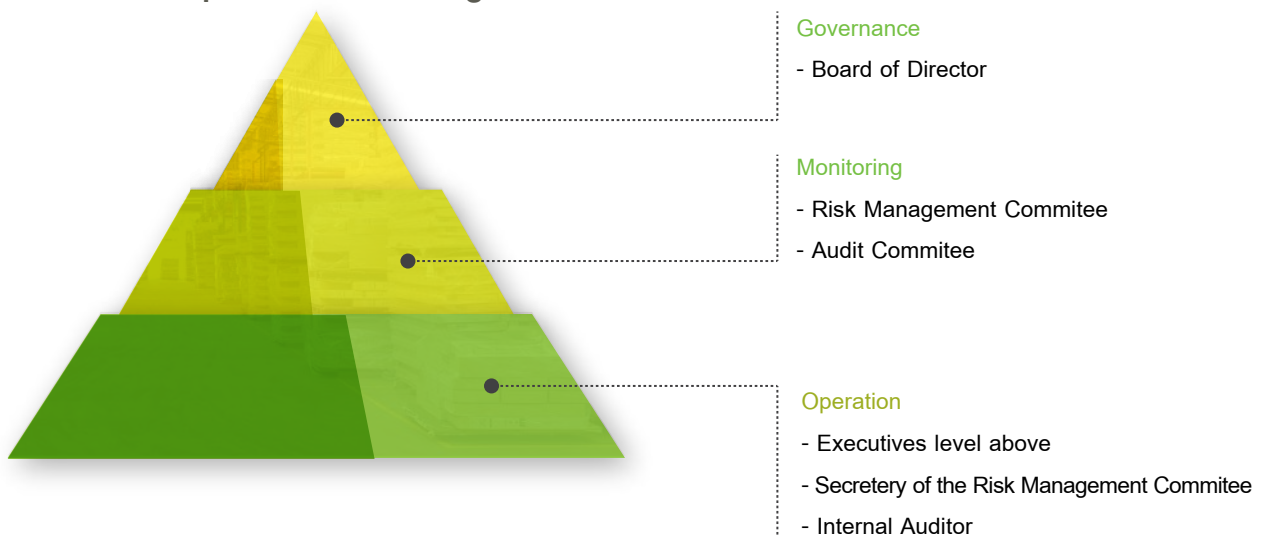 Governance
- Board of Director
Monitoring
- Risk Management Commitee
- Audit Commitee
Operation
- Executives level above
- Secretery of the Risk Management Commitee
- Internal Auditor